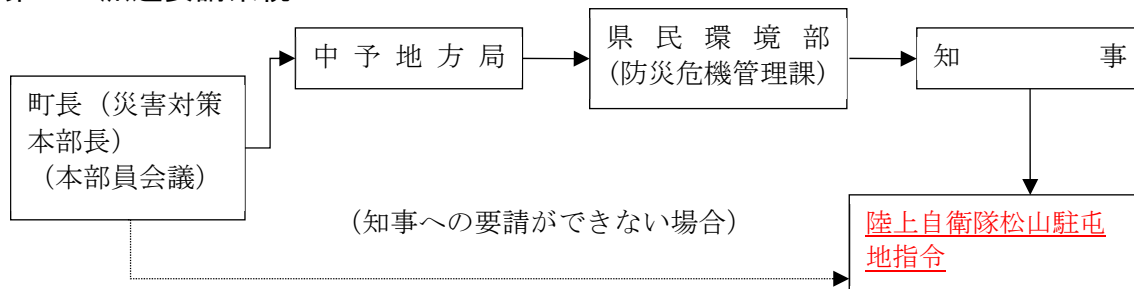 中予地方局
県民環境部
(防災危機管理課)
知事
町長（災害対策
本部長）
（本部員会議）
（知事への要請ができない場合）
陸上自衛隊松山駐屯
地指令